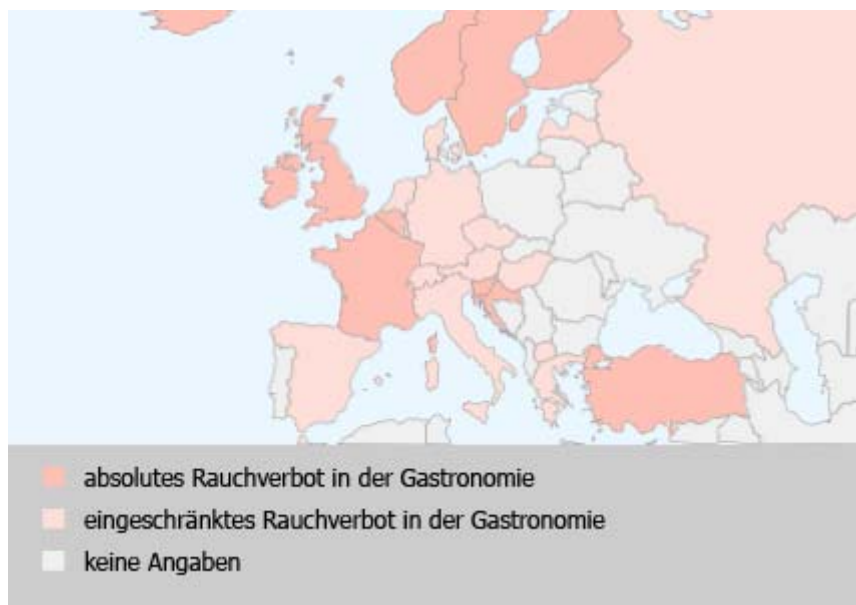 absolutes Rauchverbot in der Gastronomie
eingeschränktes Rauchverbot in der Gastronomie
keine Angaben